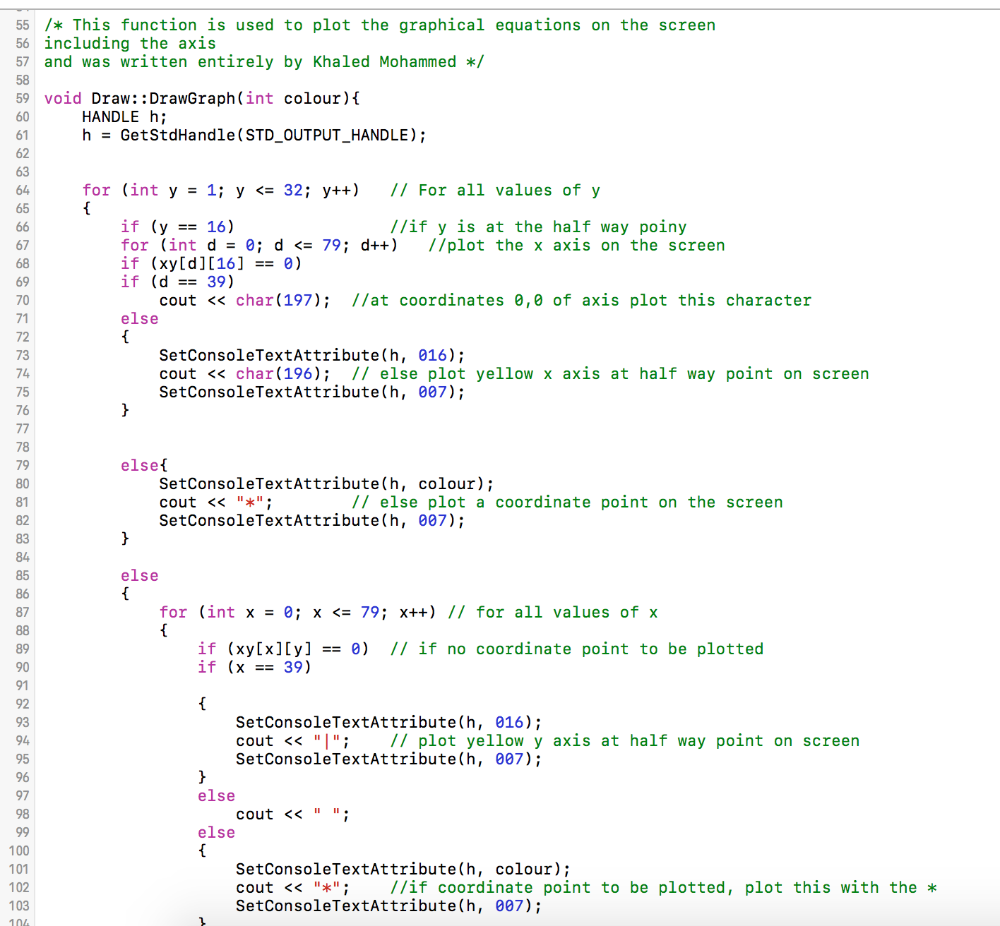 55 /* This function is used to plot the graphical equations on the screen
56 including the axis
57 and was written entirely by Khaled Mohammed */
58
59 void Draw::DrawGraph(int colour){
60     HANDLE h;
61     h = GetStdHandle(STD_OUTPUT_HANDLE);
62
63
64     for (int y = 1; y <= 32; y++)   // For all values of y
65     {
66         if (y == 16)                //if y is at the half way poiny
67         for (int d = 0; d <= 79; d++)   //plot the x axis on the screen
68         if (xy[d][16] == 0)
69         if (d == 39)
70             cout << char(197);  //at coordinates 0,0 of axis plot this character
71         else
72         {
73             SetConsoleTextAttribute(h, 016);
74             cout << char(196);  // else plot yellow x axis at half way point on screen
75             SetConsoleTextAttribute(h, 007);
76         }
77
78
79         else{
80             SetConsoleTextAttribute(h, colour);
81             cout << "*";        // else plot a coordinate point on the screen
82             SetConsoleTextAttribute(h, 007);
83         }
84
85         else
86         {
87             for (int x = 0; x <= 79; x++) // for all values of x
88             {
89                 if (xy[x][y] == 0)  // if no coordinate point to be plotted
90                 if (x == 39)
91
92                 {
93                     SetConsoleTextAttribute(h, 016);
94                     cout << "|";    // plot yellow y axis at half way point on screen
95                     SetConsoleTextAttribute(h, 007);
96                 }
97                 else
98                     cout << " ";
99                 else
100                 {
101                     SetConsoleTextAttribute(h, colour);
102                     cout << "*";    //if coordinate point to be plotted, plot this with the *
103                     SetConsoleTextAttribute(h, 007);
104                 }